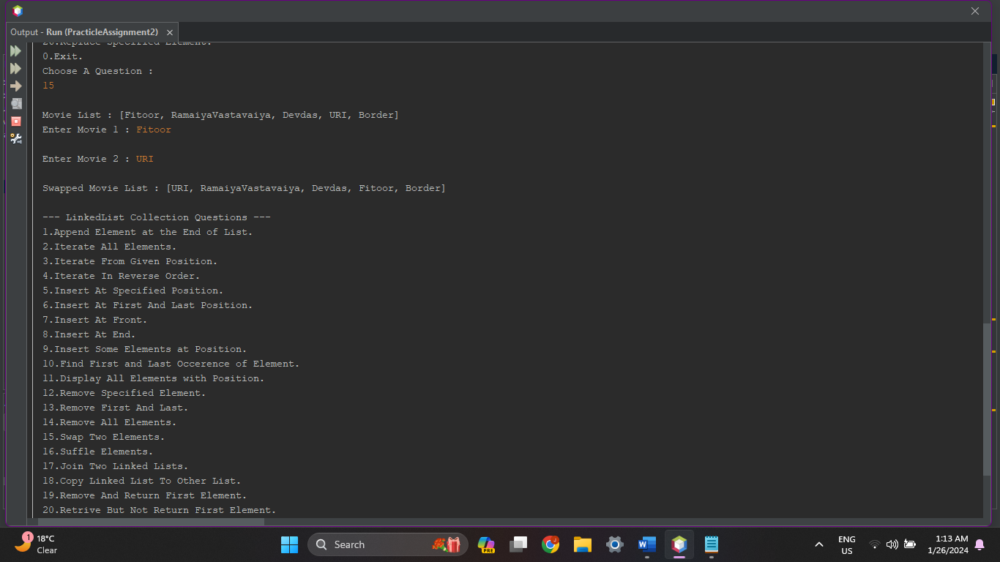 Output - Run (PracticleAssignment2)
26.Replace Specified Element.
0.Exit.
Choose A Question :
15
Movie List : [Fitoor, RamaiyaVastavaiya, Devdas, URI, Border]
Enter Movie 1 : Fitoor
Enter Movie 2 : URI
Swapped Movie List : [URI, RamaiyaVastavaiya, Devdas, Fitoor, Border]
--- LinkedList Collection Questions ---
1.Append Element at the End of List.
2.Iterate All Elements.
3.Iterate From Given Position.
4.Iterate In Reverse Order.
5.Insert At Specified Position.
6.Insert At First And Last Position.
7.Insert At Front.
8.Insert At End.
9.Insert Some Elements at Position.
10.Find First and Last Occerence of Element.
11.Display All Elements with Position.
12.Remove Specified Element.
13.Remove First And Last.
14.Remove All Elements.
15.Swap Two Elements.
16.Suffle Elements.
17.Join Two Linked Lists.
18.Copy Linked List To Other List.
19.Remove And Return First Element.
20.Retrive But Not Return First Element.
1
18°C
Clear
Search
PRE
ENG
US
1:13 AM
1/26/2024